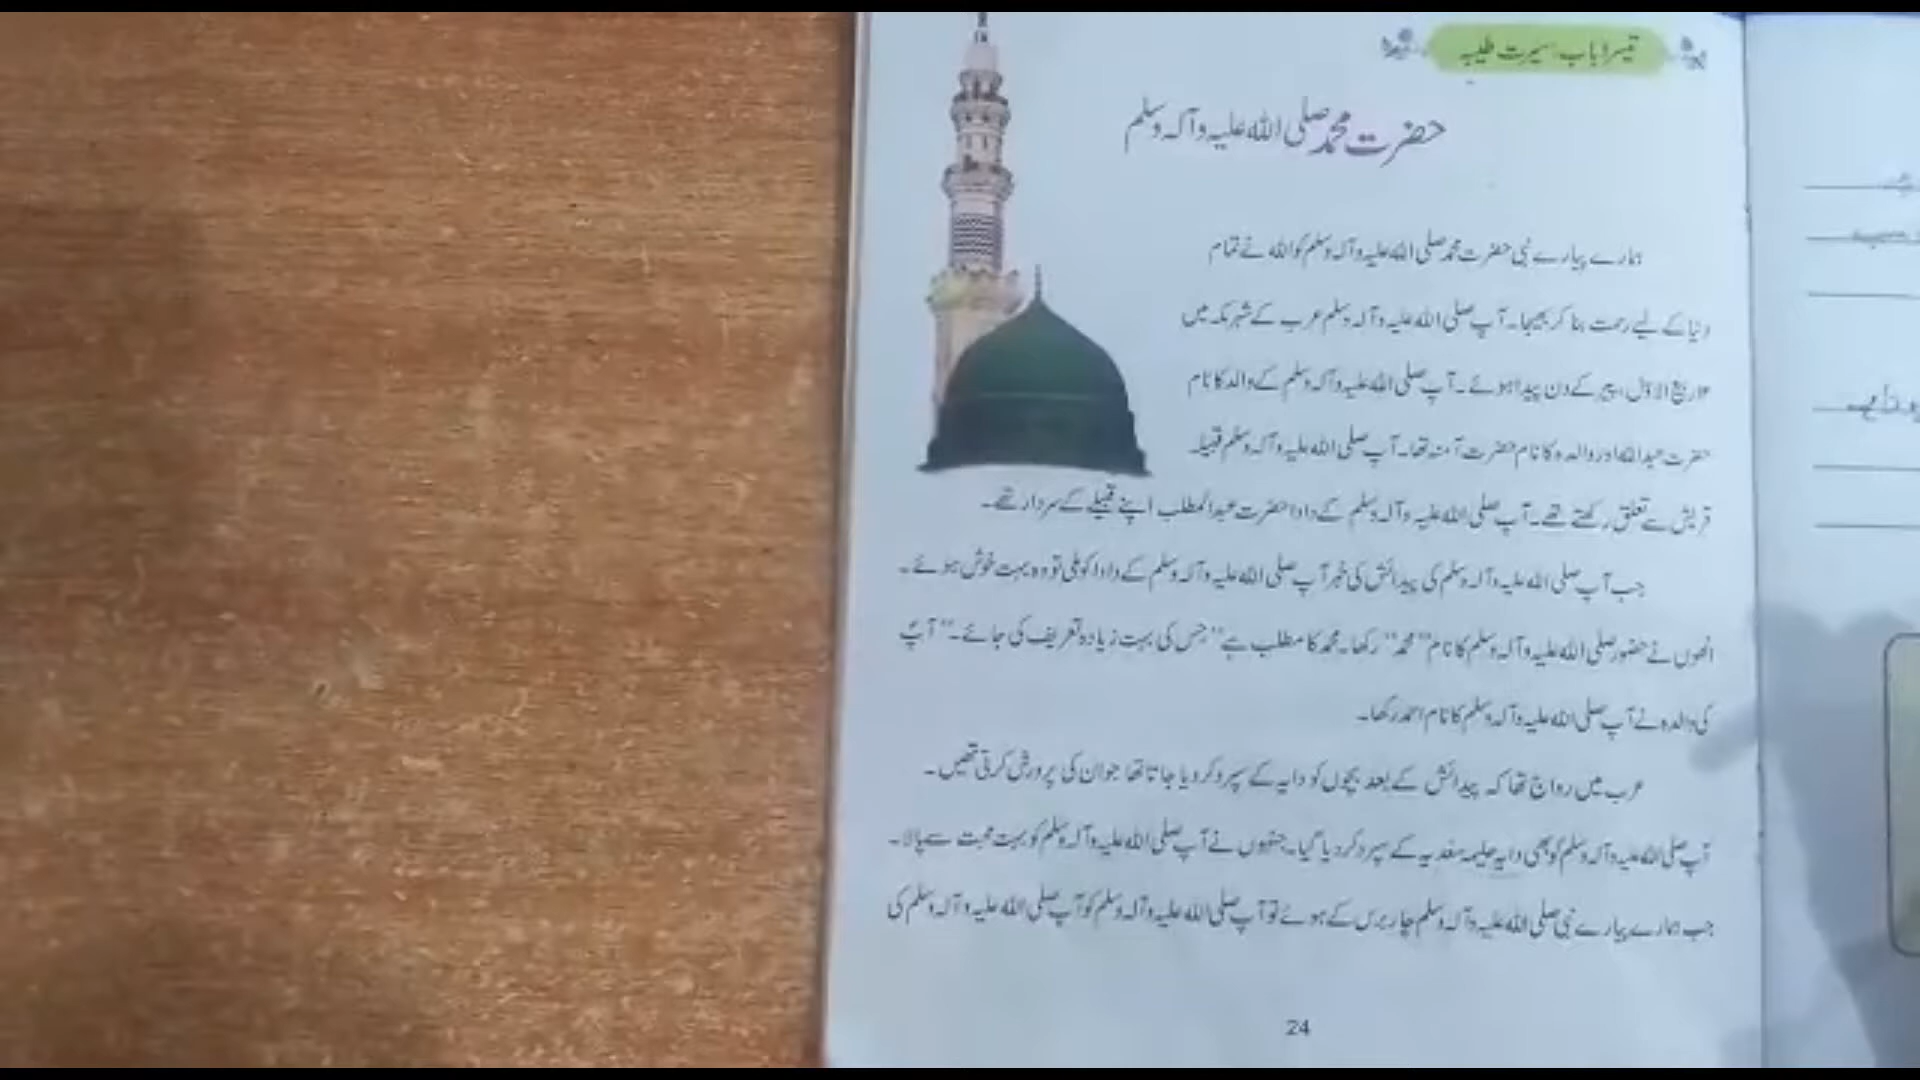 تیسرا باب: سیرت طیبہ
حضرت محمد صلی اللہ علیہ وآلہ وسلم
ہمارے پیارے نبی حضرت محمد صلی اللہ علیہ وآلہ وسلم کو اللہ نے تمام
دنیا کے لیے رحمت بنا کر بھیجا۔ آپ صلی اللہ علیہ وآلہ وسلم عرب کے شہر مکہ میں
ربیع الاول، پیر کے دن پیدا ہوئے۔ آپ صلی اللہ علیہ وآلہ وسلم کے والد کا نام
حضرت عبداللہ اور والدہ کا نام حضرت آمنہ تھا۔ آپ صلی اللہ علیہ وآلہ وسلم قبیلہ
قریش سے تعلق رکھتے تھے۔ آپ صلی اللہ علیہ وآلہ وسلم کے دادا حضرت عبدالمطلب اپنے قبیلے کے سردار تھے۔
جب آپ صلی اللہ علیہ وآلہ وسلم کی پیدائش کی خبر آپ صلی اللہ علیہ وآلہ وسلم کے دادا کو ملی تو وہ بہت خوش ہوئے۔
انھوں نے حضور صلی اللہ علیہ وآلہ وسلم کا نام "محمد" رکھا۔ محمد کا مطلب ہے "جس کی بہت زیادہ تعریف کی جائے۔" آپؐ
کی والدہ نے آپ صلی اللہ علیہ وآلہ وسلم کا نام احمد رکھا۔
عرب میں رواج تھا کہ پیدائش کے بعد بچوں کو دایہ کے سپرد کر دیا جاتا تھا جو ان کی پرورش کرتی تھیں۔
آپ صلی اللہ علیہ وآلہ وسلم کو بھی دایہ حلیمہ سعدیہ کے سپرد کر دیا گیا۔ جنہوں نے آپ صلی اللہ علیہ وآلہ وسلم کو بہت محبت سے پالا۔
جب ہمارے پیارے نبی صلی اللہ علیہ وآلہ وسلم چار برس کے ہوئے تو آپ صلی اللہ علیہ وآلہ وسلم کو آپ صلی اللہ علیہ وآلہ وسلم کی
24